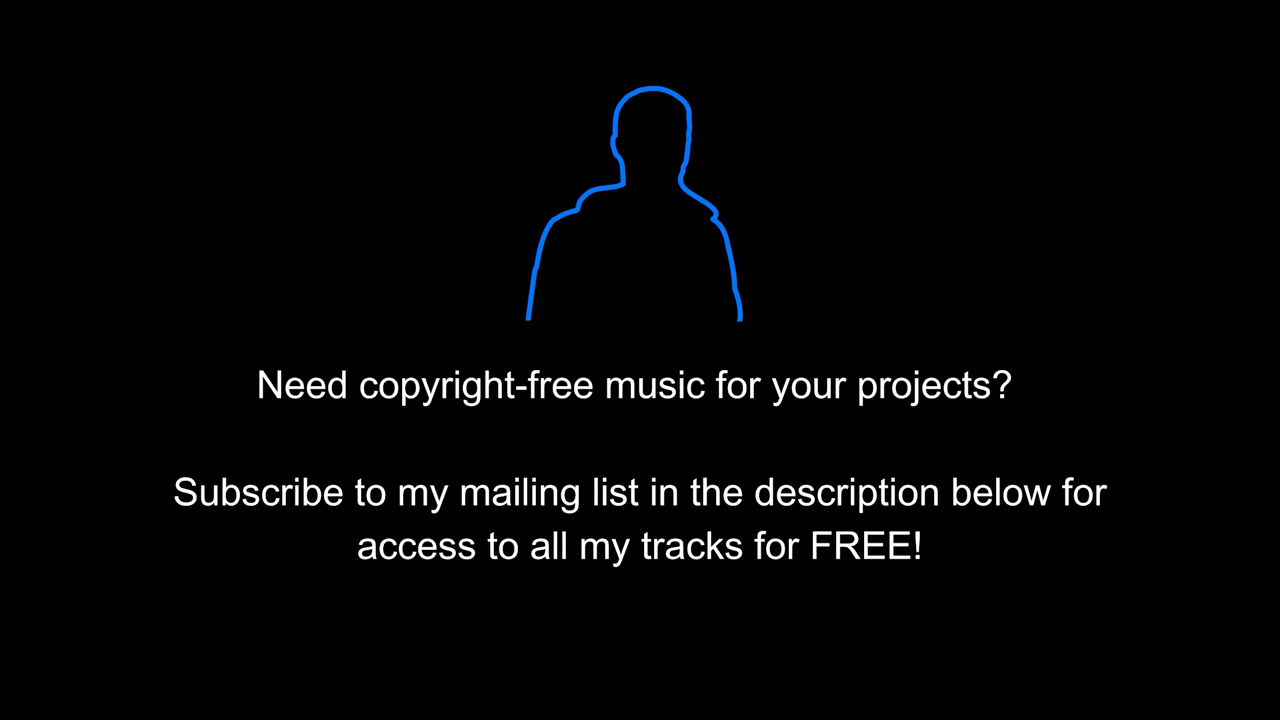 Need copyright-free music for your projects?
Subscribe to my mailing list in the description below for
access to all my tracks for FREE!